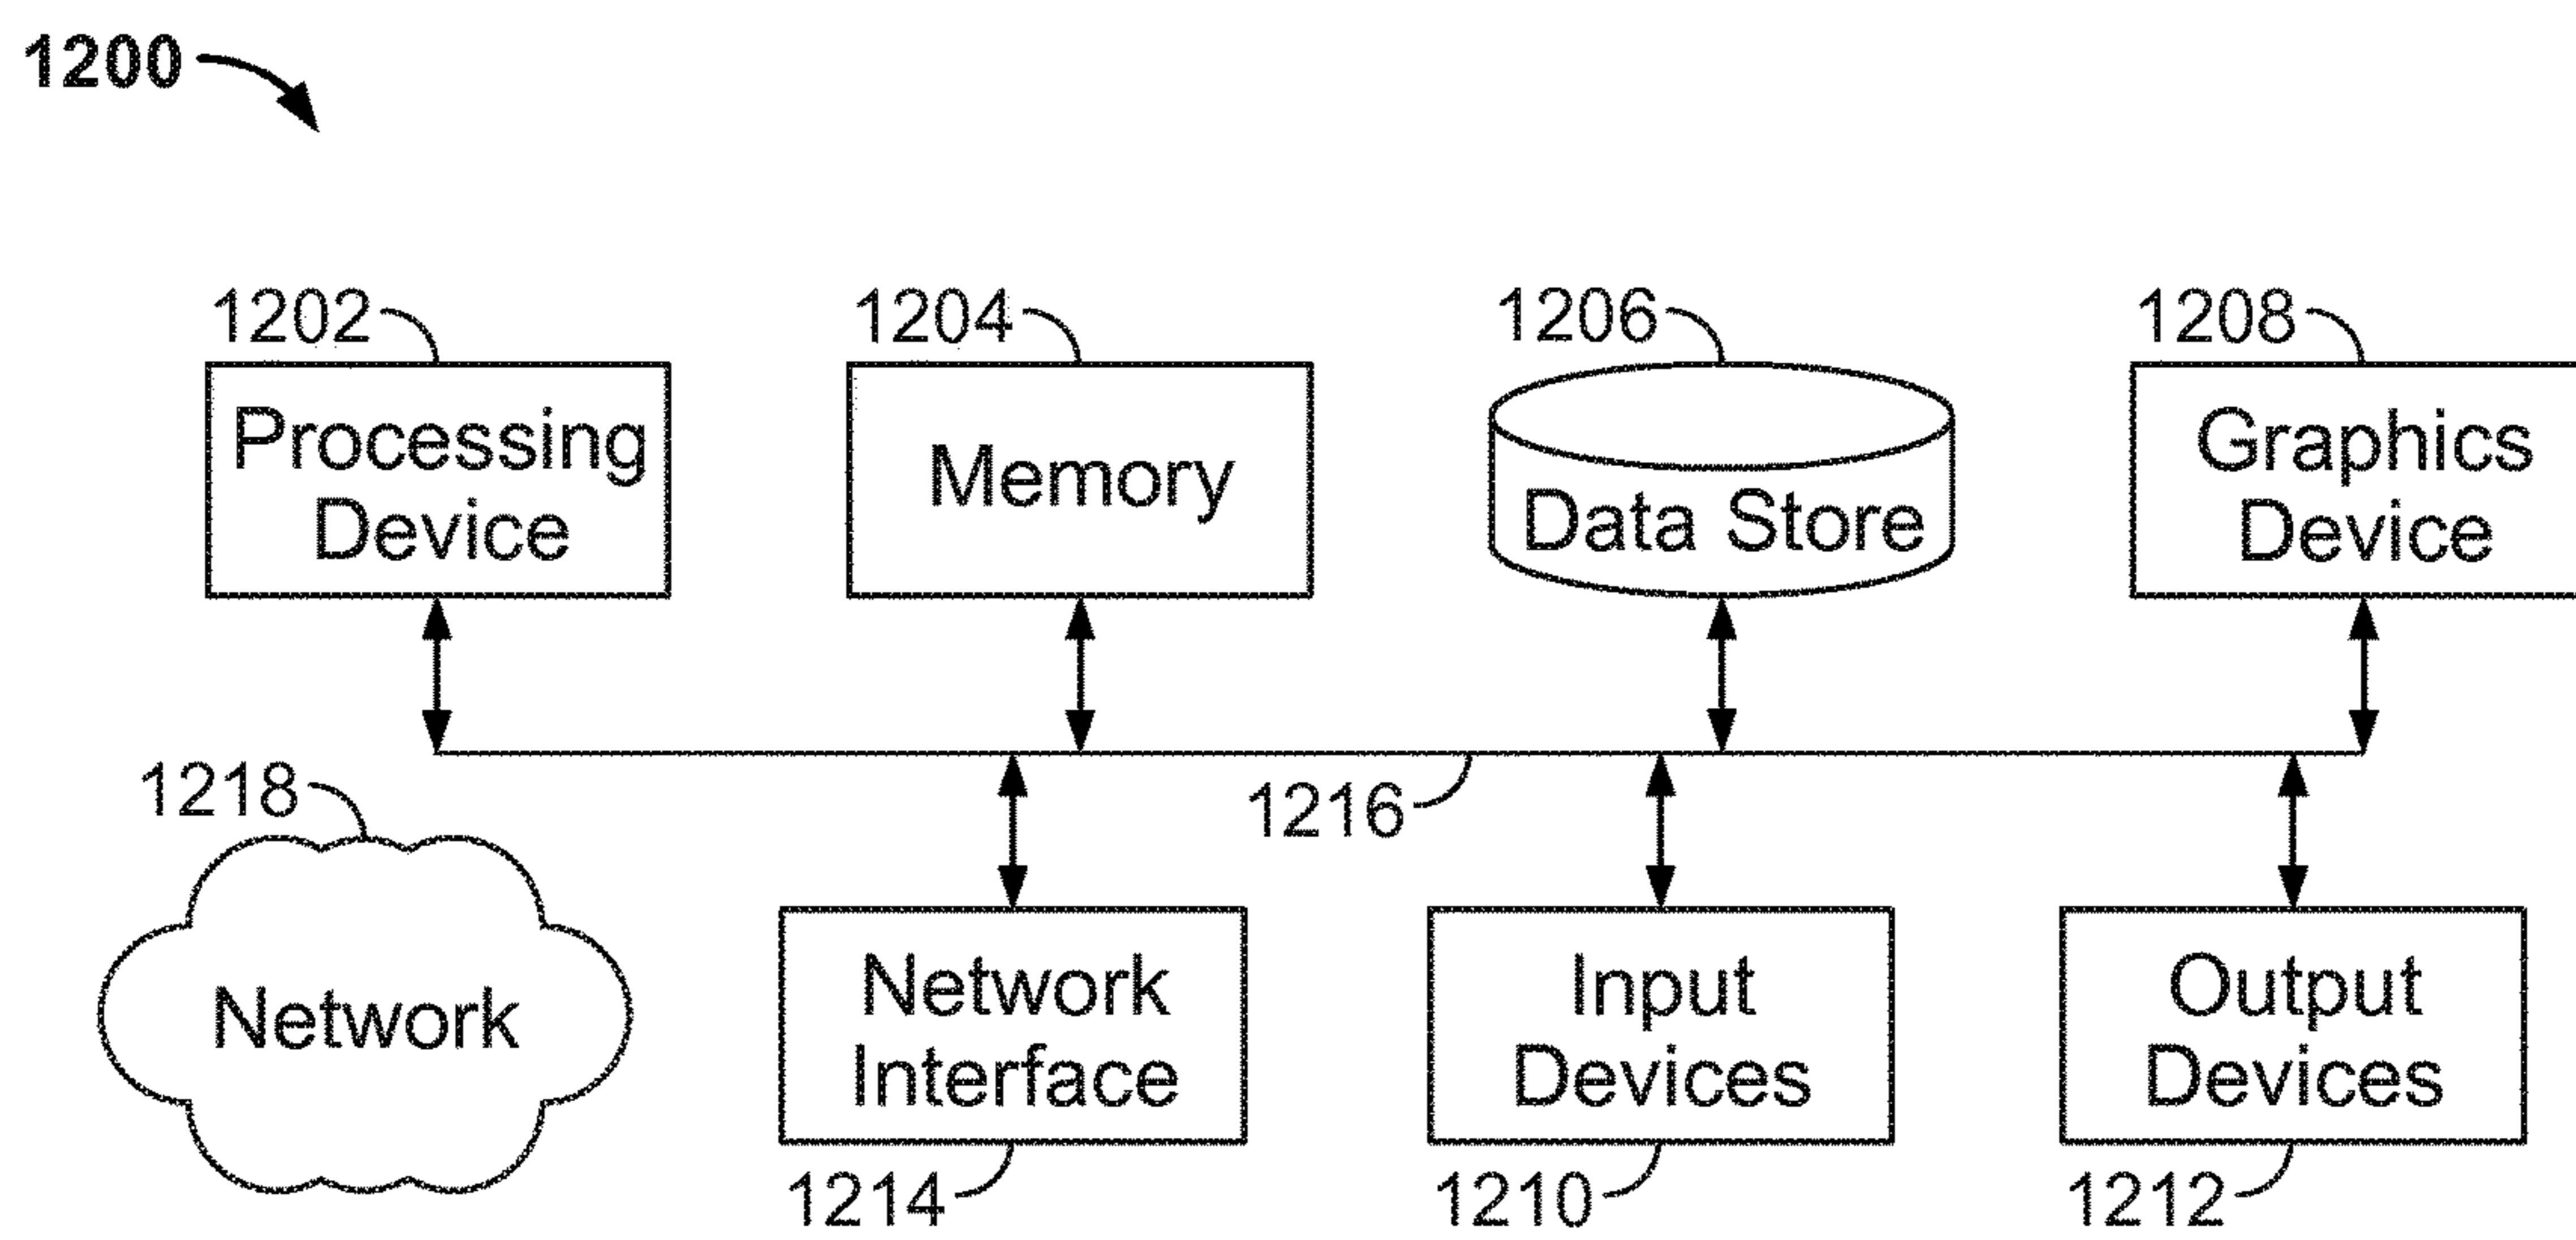 1200
1202
1204
1206
1208
Processing
Device
Memory
Data Store
Graphics
Device
1218
1216
Network
Network
Interface
Input
Devices
Output
Devices
1214
1210
1212